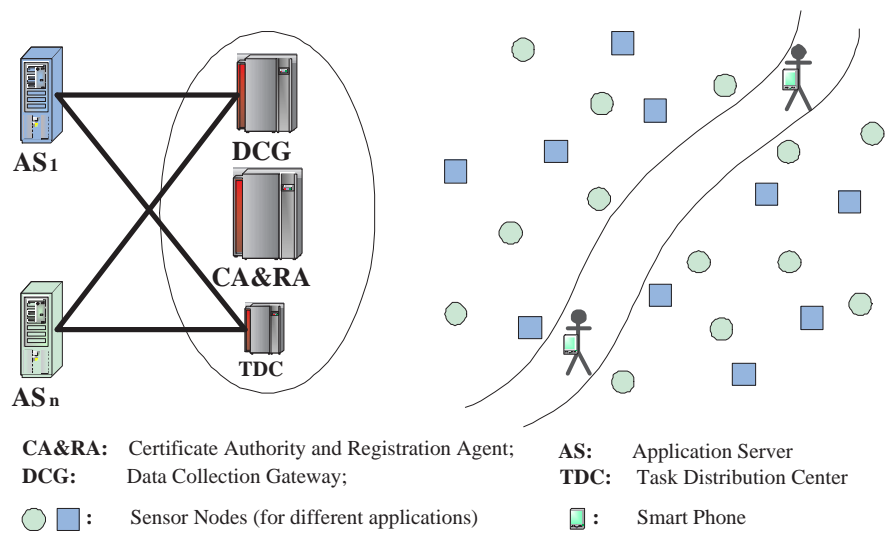 AS1
DCG
CA&RA
ASn
TDC
CA&RA: Certificate Authority and Registration Agent;
AS: Application Server
DCG: Data Collection Gateway;
TDC: Task Distribution Center
: Sensor Nodes (for different applications)
: Smart Phone